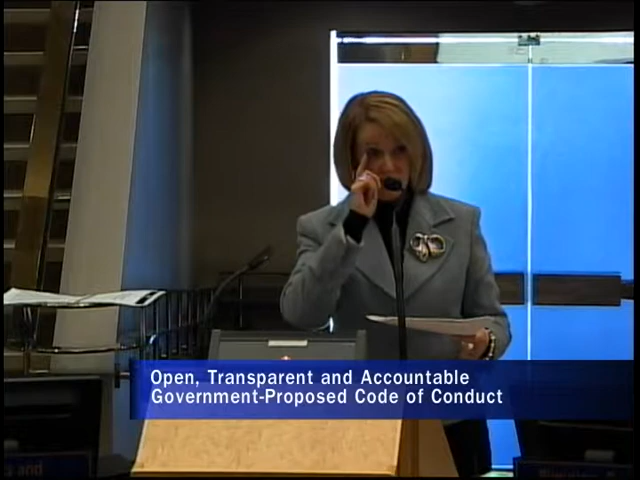 Open, Transparent and Accountable
Government-Proposed Code of Conduct